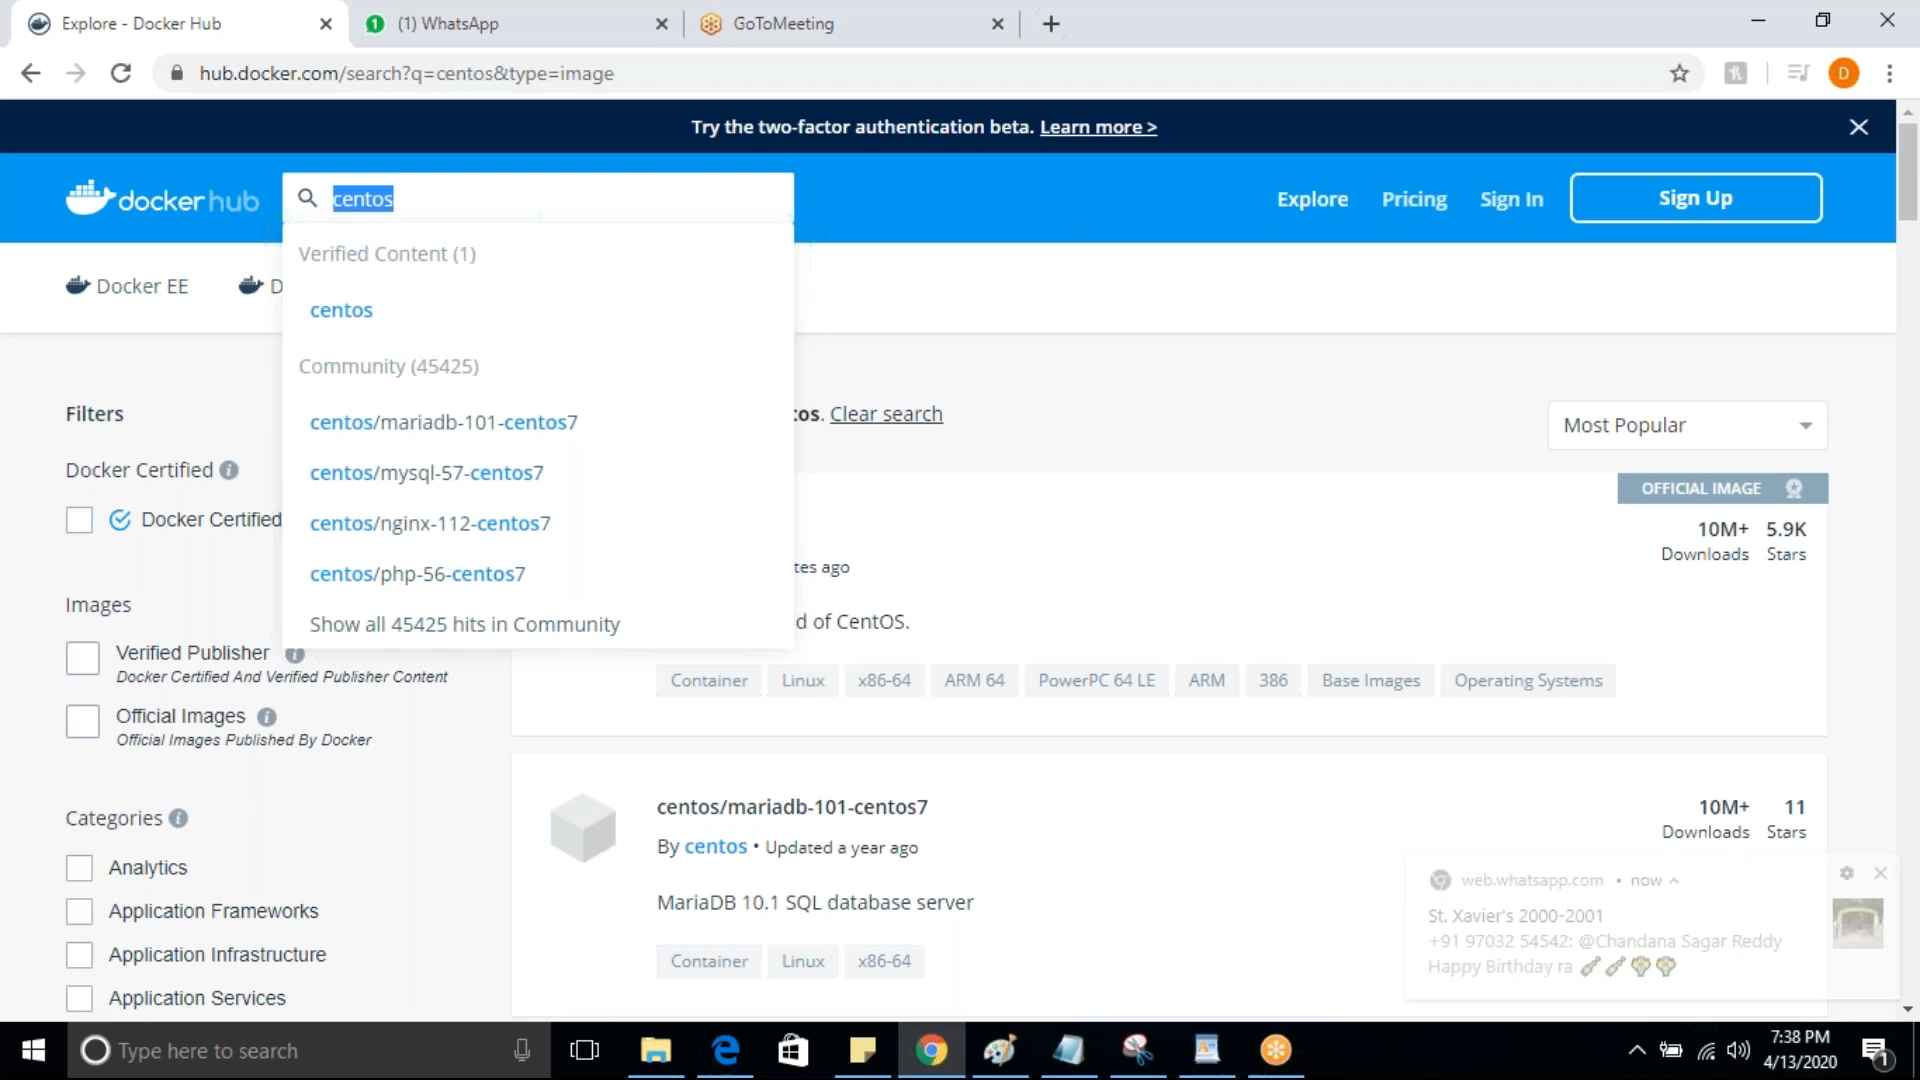 Explore - Docker Hub
1
(1) WhatsApp
GoToMeeting
hub.docker.com/search?q=centos&type=image
D
Try the two-factor authentication beta. Learn more >
dockerhub
centos
Explore
Pricing
Sign In
Sign Up
Verified Content (1)
Docker EE
D
centos
Community (45425)
Filters
centos/mariadb-101-centos7
tos. Clear search
Most Popular
Docker Certified
centos/mysql-57-centos7
OFFICIAL IMAGE
Docker Certified
centos/nginx-112-centos7
10M+ 5.9K
Downloads Stars
centos/php-56-centos7
tes ago
Images
Show all 45425 hits in Community
d of CentOS.
Verified Publisher
Docker Certified And Verified Publisher Content
Container Linux x86-64 ARM 64 PowerPC 64 LE ARM 386 Base Images Operating Systems
Official Images
Official Images Published By Docker
Categories
Analytics
Application Frameworks
Application Infrastructure
Application Services
centos/mariadb-101-centos7
10M+ 11
Downloads Stars
By centos • Updated a year ago
MariaDB 10.1 SQL database server
Container Linux x86-64
web.whatsapp.com • now
St. Xavier's 2000-2001
+91 97032 54542: @Chandana Sagar Reddy
Happy Birthday ra 🍾🍾💐💐
Type here to search
7:38 PM
4/13/2020
1